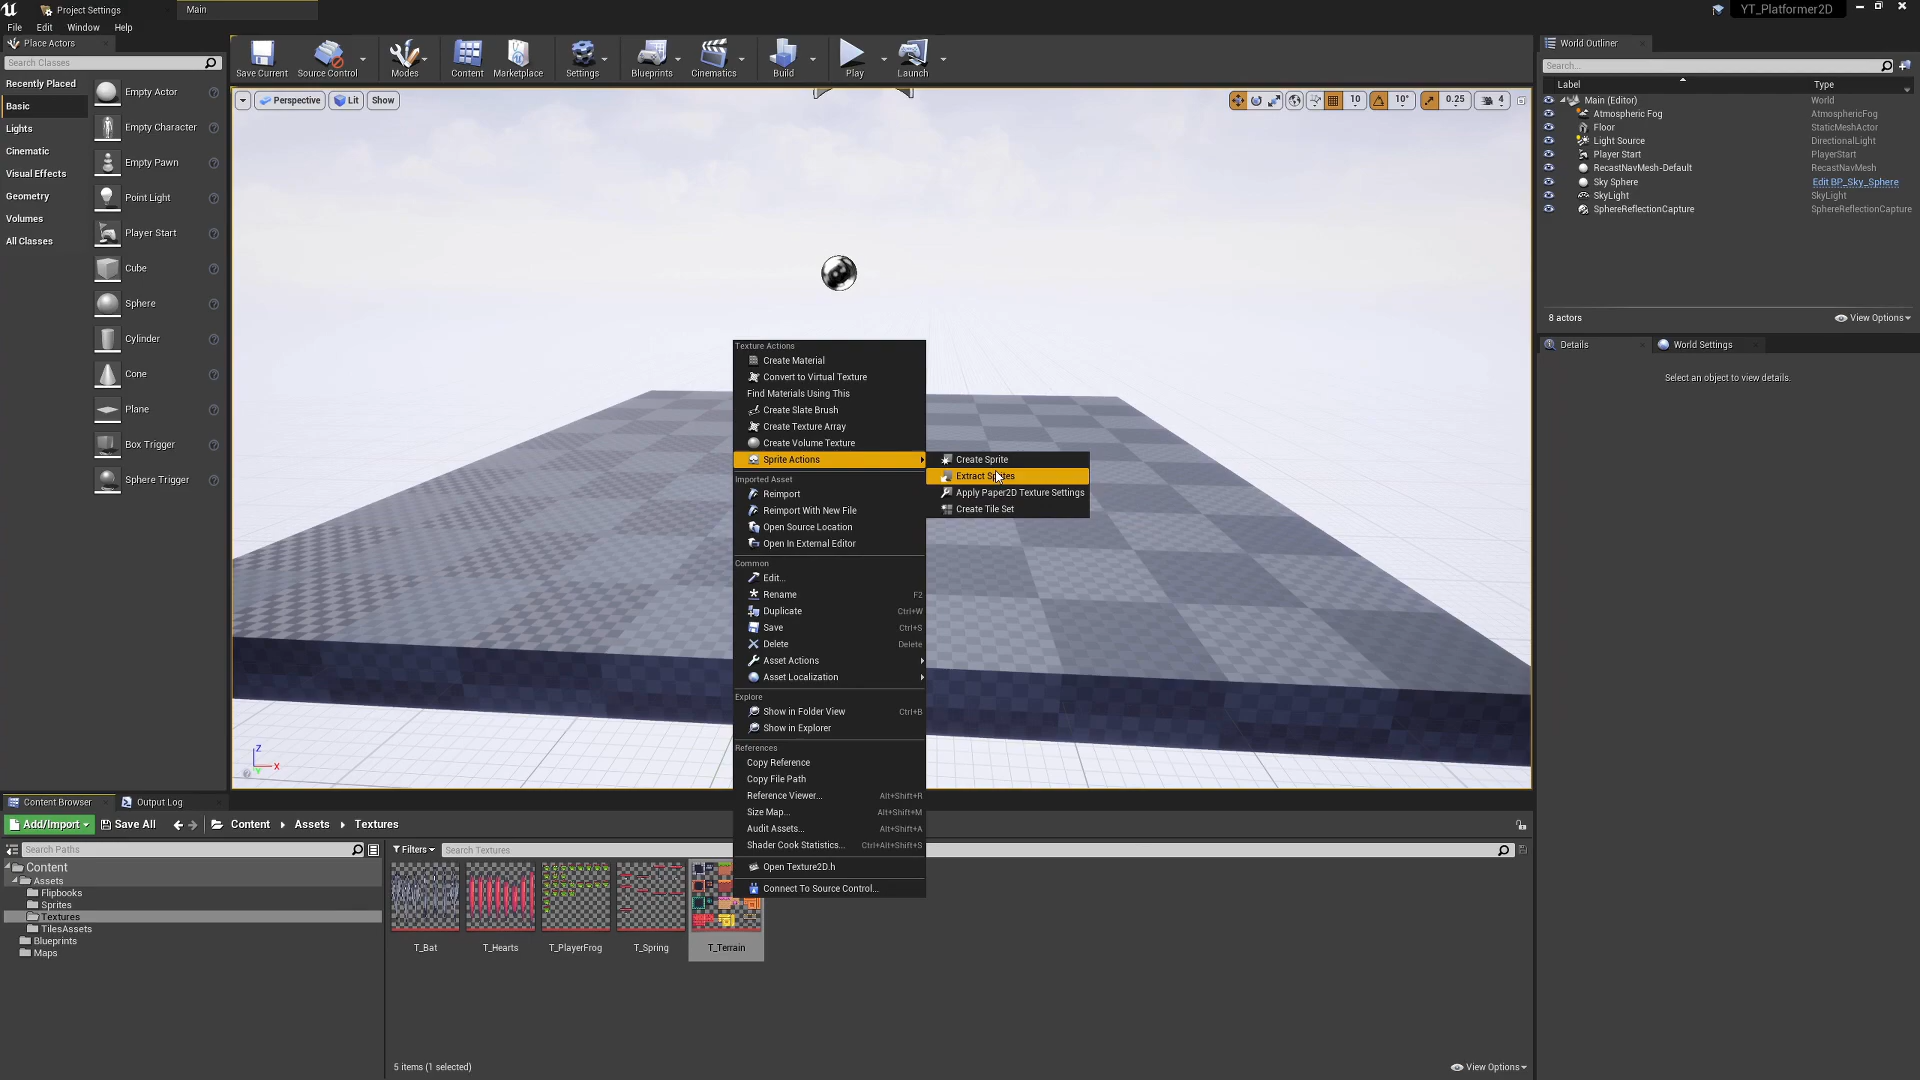 Project Settings
Main
YT_Platformer2D
File Edit Window Help
Place Actors
Search Classes
Recently Placed
Basic
Lights
Cinematic
Visual Effects
Geometry
Volumes
All Classes
Empty Actor
Empty Character
Empty Pawn
Point Light
Player Start
Cube
Sphere
Cylinder
Cone
Plane
Box Trigger
Sphere Trigger
Save Current
Source Control
Modes
Content
Marketplace
Settings
Blueprints
Cinematics
Build
Play
Launch
Perspective Lit Show
10 10° 0.25 4
Texture Actions
Create Material
Convert to Virtual Texture
Find Materials Using This
Create Slate Brush
Create Texture Array
Create Volume Texture
Sprite Actions
Imported Asset
Reimport
Reimport With New File
Open Source Location
Open In External Editor
Common
Edit...
Rename F2
Duplicate Ctrl+W
Save Ctrl+S
Delete Delete
Asset Actions
Asset Localization
Explore
Show in Folder View Ctrl+B
Show in Explorer
References
Copy Reference
Copy File Path
Reference Viewer... Alt+Shift+R
Size Map... Alt+Shift+M
Audit Assets... Alt+Shift+A
Shader Cook Statistics... Ctrl+Alt+Shift+S
Open Texture2D.h
Connect To Source Control...
Create Sprite
Extract Sprites
Apply Paper2D Texture Settings
Create Tile Set
Z
X
Y
World Outliner
Search...
Label Type
Main (Editor) World
Atmospheric Fog AtmosphericFog
Floor StaticMeshActor
Light Source DirectionalLight
Player Start PlayerStart
RecastNavMesh-Default RecastNavMesh
Sky Sphere Edit BP_Sky_Sphere
SkyLight SkyLight
SphereReflectionCapture SphereReflectionCapture
8 actors View Options
Details World Settings
Select an object to view details.
Content Browser Output Log
Add/Import Save All Content Assets Textures
Search Paths
Filters Search Textures
Content
Assets
Flipbooks
Sprites
Textures
TilesAssets
Blueprints
Maps
T_Bat
T_Hearts
T_PlayerFrog
T_Spring
T_Terrain
5 items (1 selected) View Options